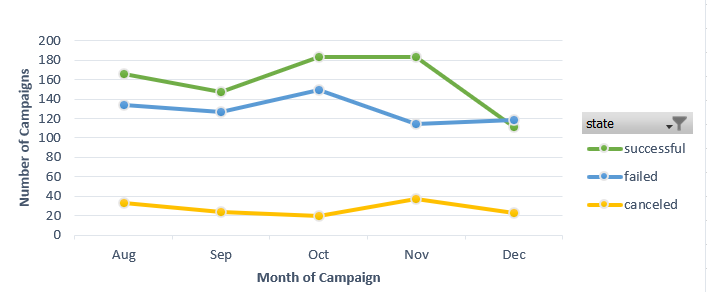 200
180
160
140
120
100
80
60
40
20
0
Number of Campaigns
Aug Sep Oct Nov Dec
Month of Campaign
state
successful
failed
canceled